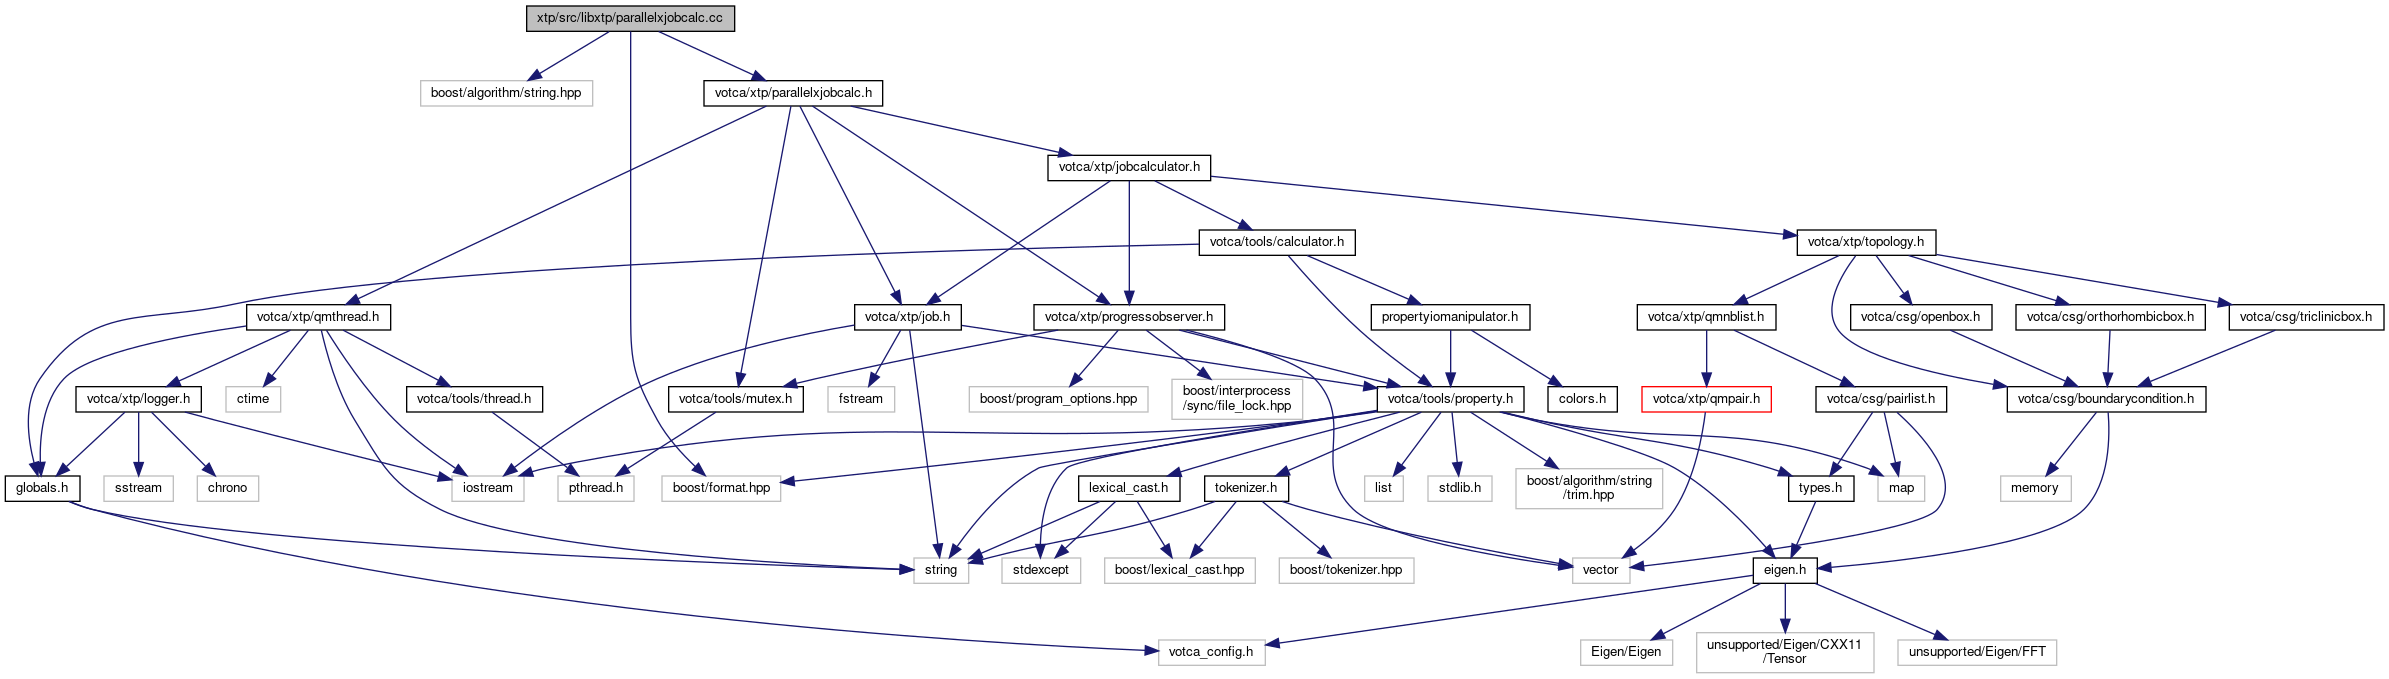 xtp/src/libxtp/parallelxjobcalc.cc
boost/algorithm/string.hpp
votca/xtp/parallelxjobcalc.h
votca/xtp/jobcalculator.h
votca/tools/calculator.h
votca/xtp/topology.h
votca/xtp/qmthread.h
votca/xtp/job.h
votca/xtp/progressobserver.h
propertyiomanipulator.h
votca/xtp/qmnblist.h
votca/csg/openbox.h
votca/csg/orthorhombicbox.h
votca/csg/triclinicbox.h
votca/xtp/logger.h
ctime
votca/tools/thread.h
votca/tools/mutex.h
fstream
boost/program_options.hpp
boost/interprocess
/sync/file_lock.hpp
votca/tools/property.h
colors.h
votca/xtp/qmpair.h
votca/csg/pairlist.h
votca/csg/boundarycondition.h
globals.h
sstream
chrono
iostream
pthread.h
boost/format.hpp
lexical_cast.h
tokenizer.h
list
stdlib.h
boost/algorithm/string
/trim.hpp
types.h
map
memory
string
stdexcept
boost/lexical_cast.hpp
boost/tokenizer.hpp
vector
eigen.h
votca_config.h
Eigen/Eigen
unsupported/Eigen/CXX11
/Tensor
unsupported/Eigen/FFT